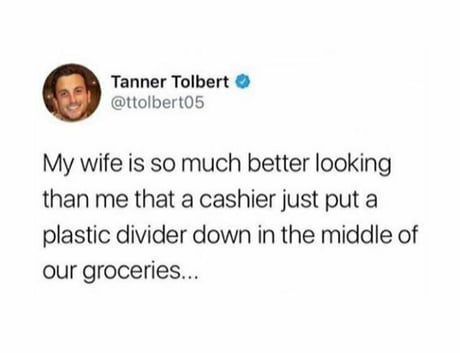 Tanner Tolbert
@ttolbert05
My wife is so much better looking
than me that a cashier just put a
plastic divider down in the middle of
our groceries...